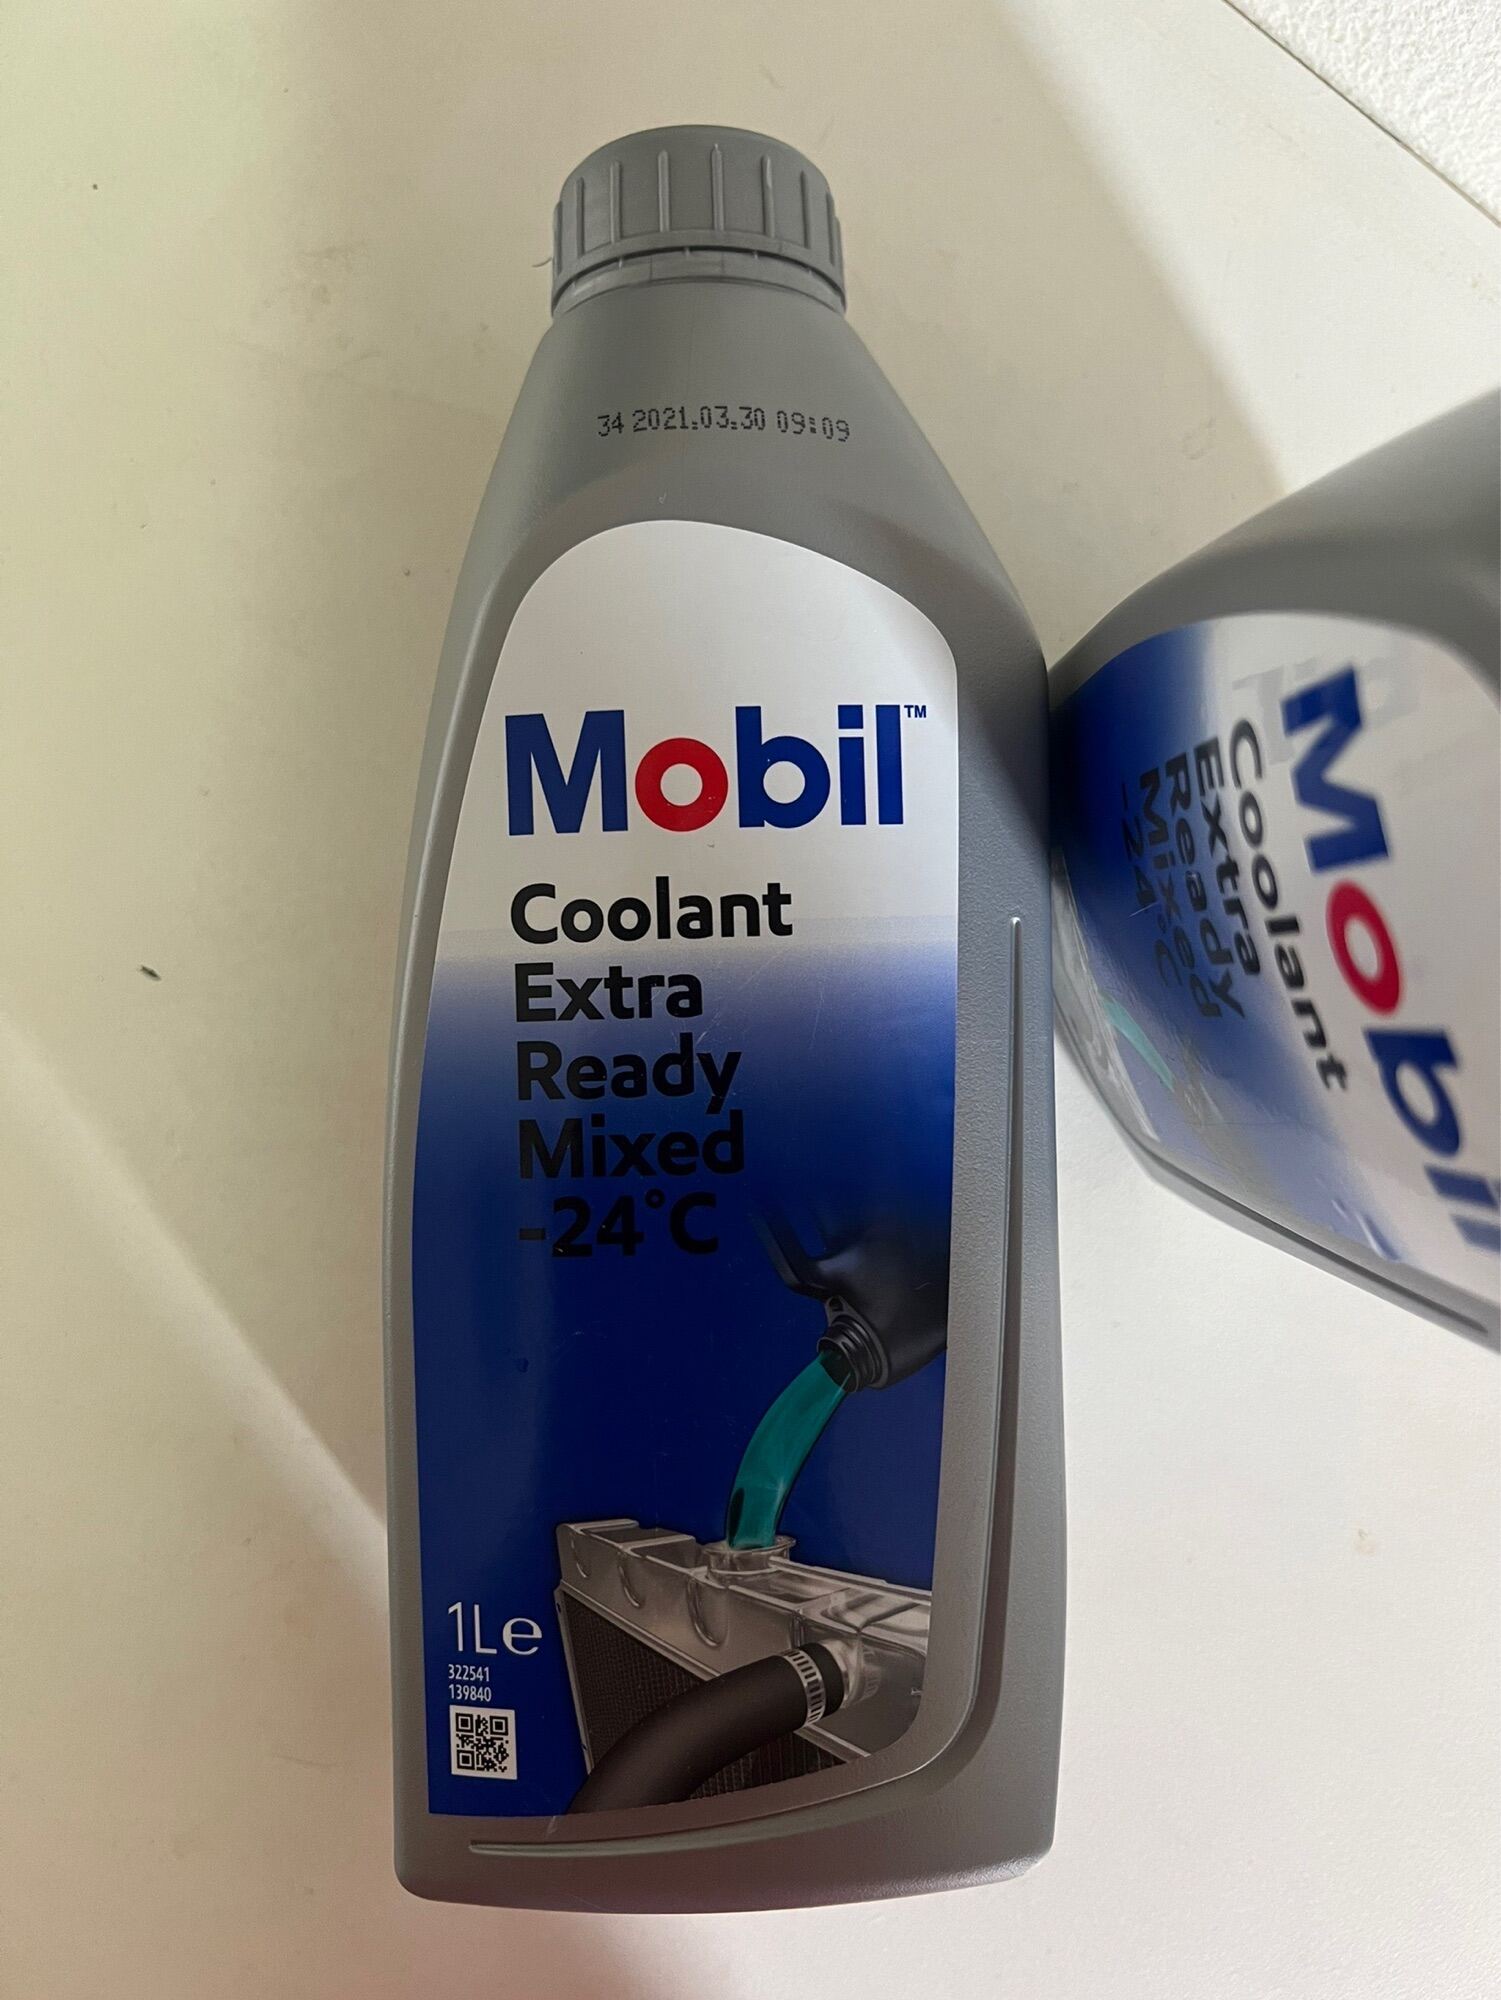 34 2021.03.30 09:09
Mobil™
Coolant
Extra
Ready
Mixed
-24°C
1Le
322541
139840
Mobil
Coolant
Extra
Ready
Mixed
-24°C